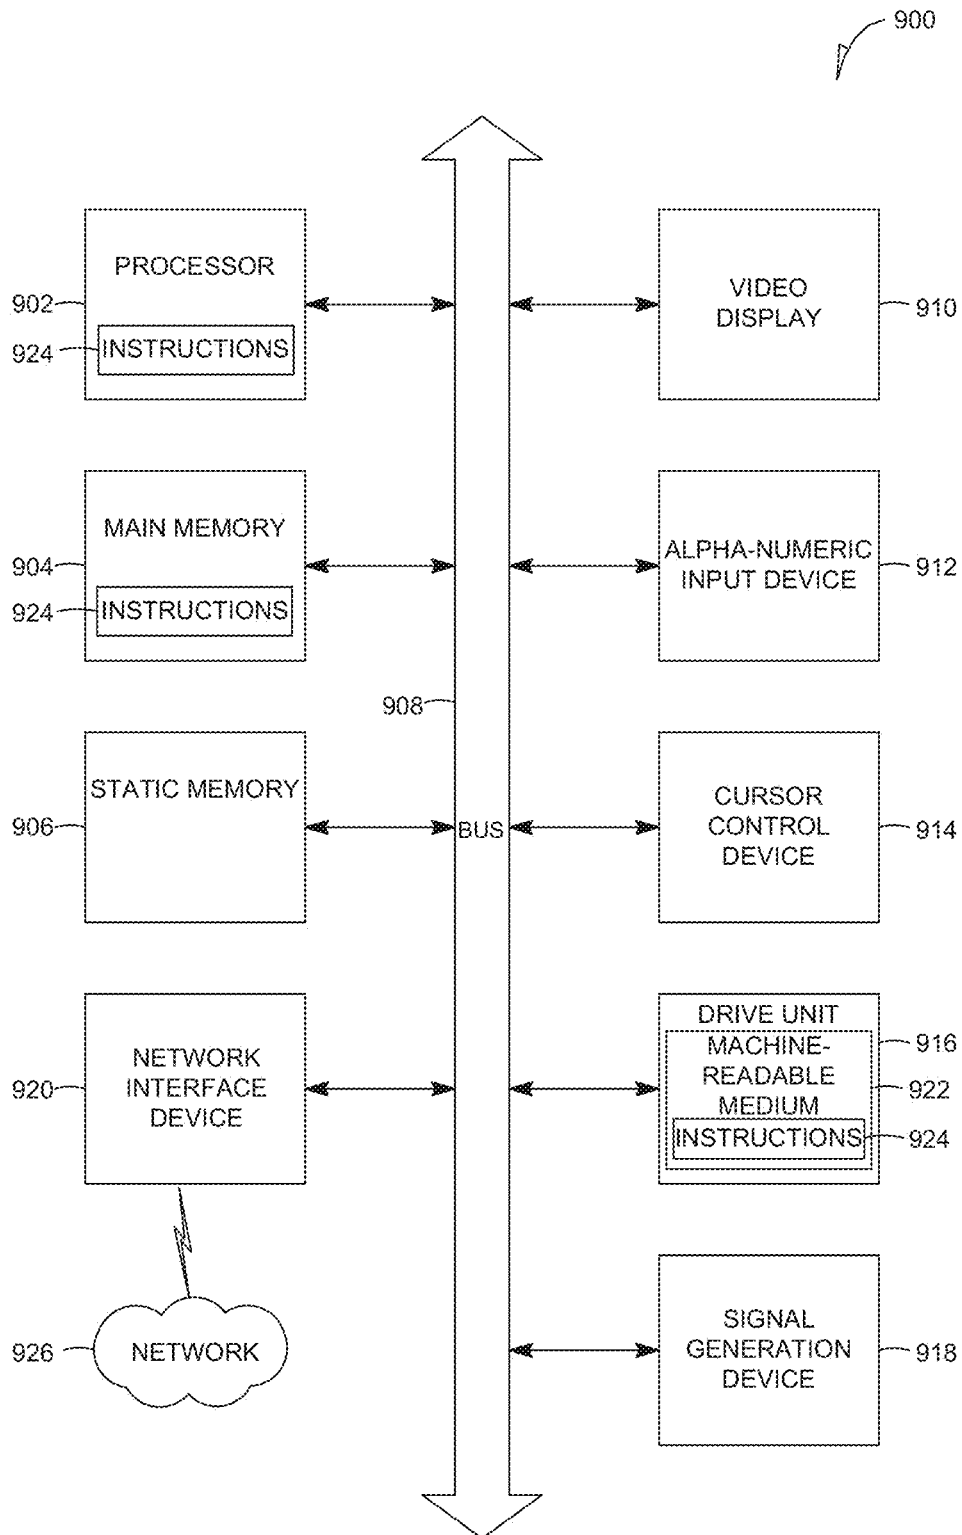 900
PROCESSOR
902
924
INSTRUCTIONS
VIDEO
DISPLAY
910
MAIN MEMORY
904
924
INSTRUCTIONS
ALPHA-NUMERIC
INPUT DEVICE
912
908
STATIC MEMORY
906
BUS
CURSOR
CONTROL
DEVICE
914
NETWORK
INTERFACE
DEVICE
920
DRIVE UNIT
916
MACHINE-
READABLE
MEDIUM
922
INSTRUCTIONS
924
926
NETWORK
SIGNAL
GENERATION
DEVICE
918